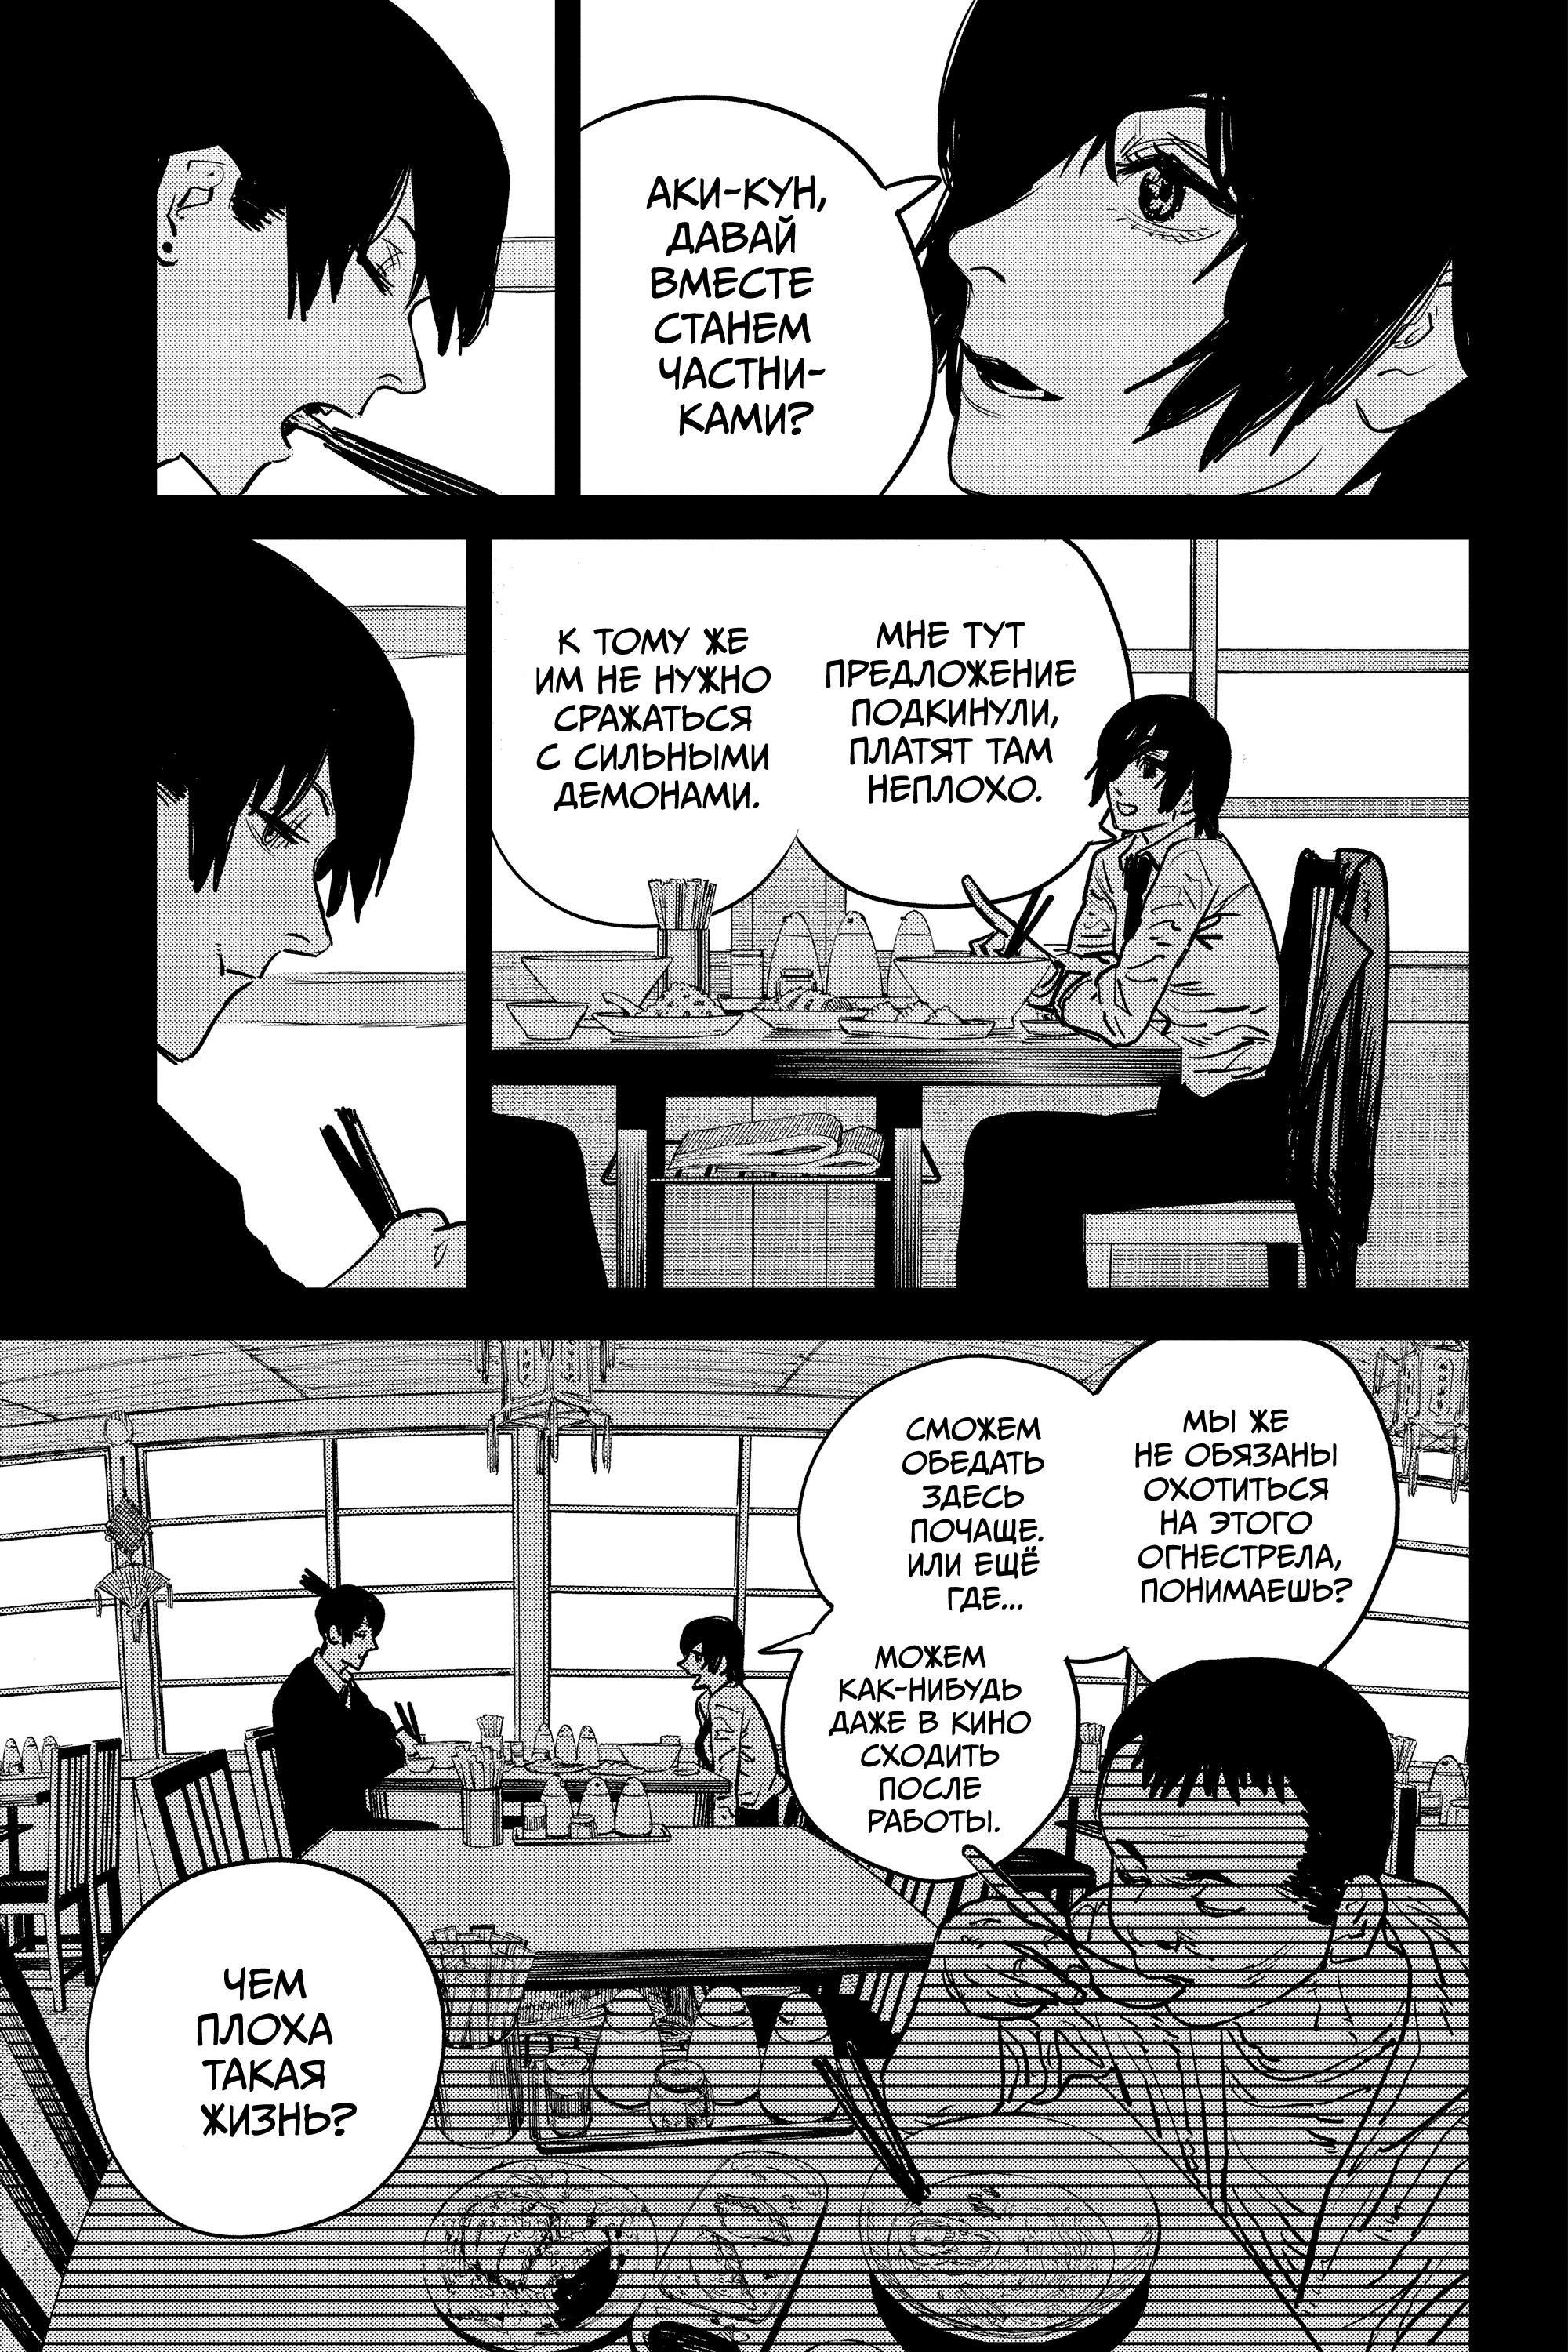 АКИ-КУН,
ДАВАЙ
ВМЕСТЕ
СТАНЕМ
ЧАСТНИ-
КАМИ?
МНЕ ТУТ
ПРЕДЛОЖЕНИЕ
ПОДКИНУЛИ,
ПЛАТЯТ ТАМ
НЕПЛОХО.
К ТОМУ ЖЕ
ИМ НЕ НУЖНО
СРАЖАТЬСЯ
С СИЛЬНЫМИ
ДЕМОНАМИ.
МЫ ЖЕ
НЕ ОБЯЗАНЫ
ОХОТИТЬСЯ
НА ЭТОГО
ОГНЕСТРЕЛА,
ПОНИМАЕШЬ?
СМОЖЕМ
ОБЕДАТЬ
ЗДЕСЬ
ПОЧАЩЕ.
ИЛИ ЕЩЁ
ГДЕ...
МОЖЕМ
КАК-НИБУДЬ
ДАЖЕ В КИНО
СХОДИТЬ
ПОСЛЕ
РАБОТЫ.
ЧЕМ
ПЛОХА
ТАКАЯ
ЖИЗНЬ?